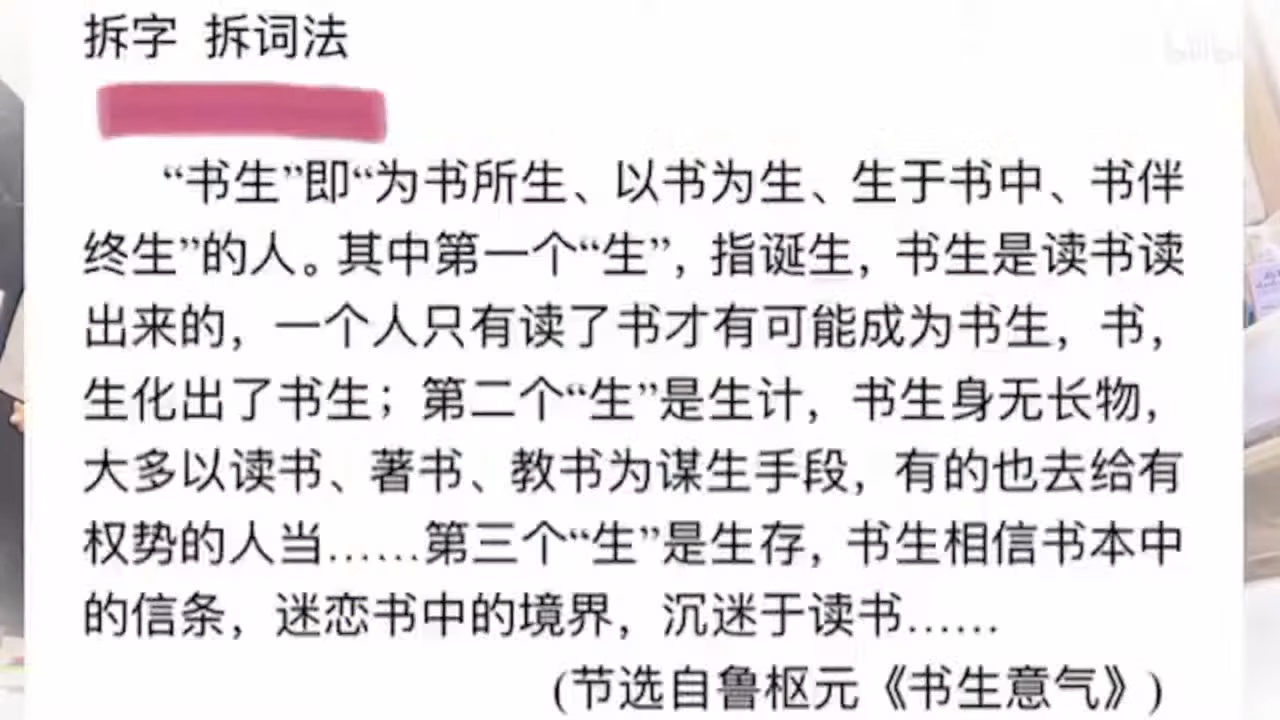 拆字 拆词法
“书生”即“为书所生、以书为生、生于书中、书伴
终生”的人。其中第一个“生”，指诞生，书生是读书读
出来的，一个人只有读了书才有可能成为书生，书，
生化出了书生；第二个“生”是生计，书生身无长物，
大多以读书、著书、教书为谋生手段，有的也去给有
权势的人当……第三个“生”是生存，书生相信书本中
的信条，迷恋书中的境界，沉迷于读书……
(节选自鲁枢元《书生意气》)